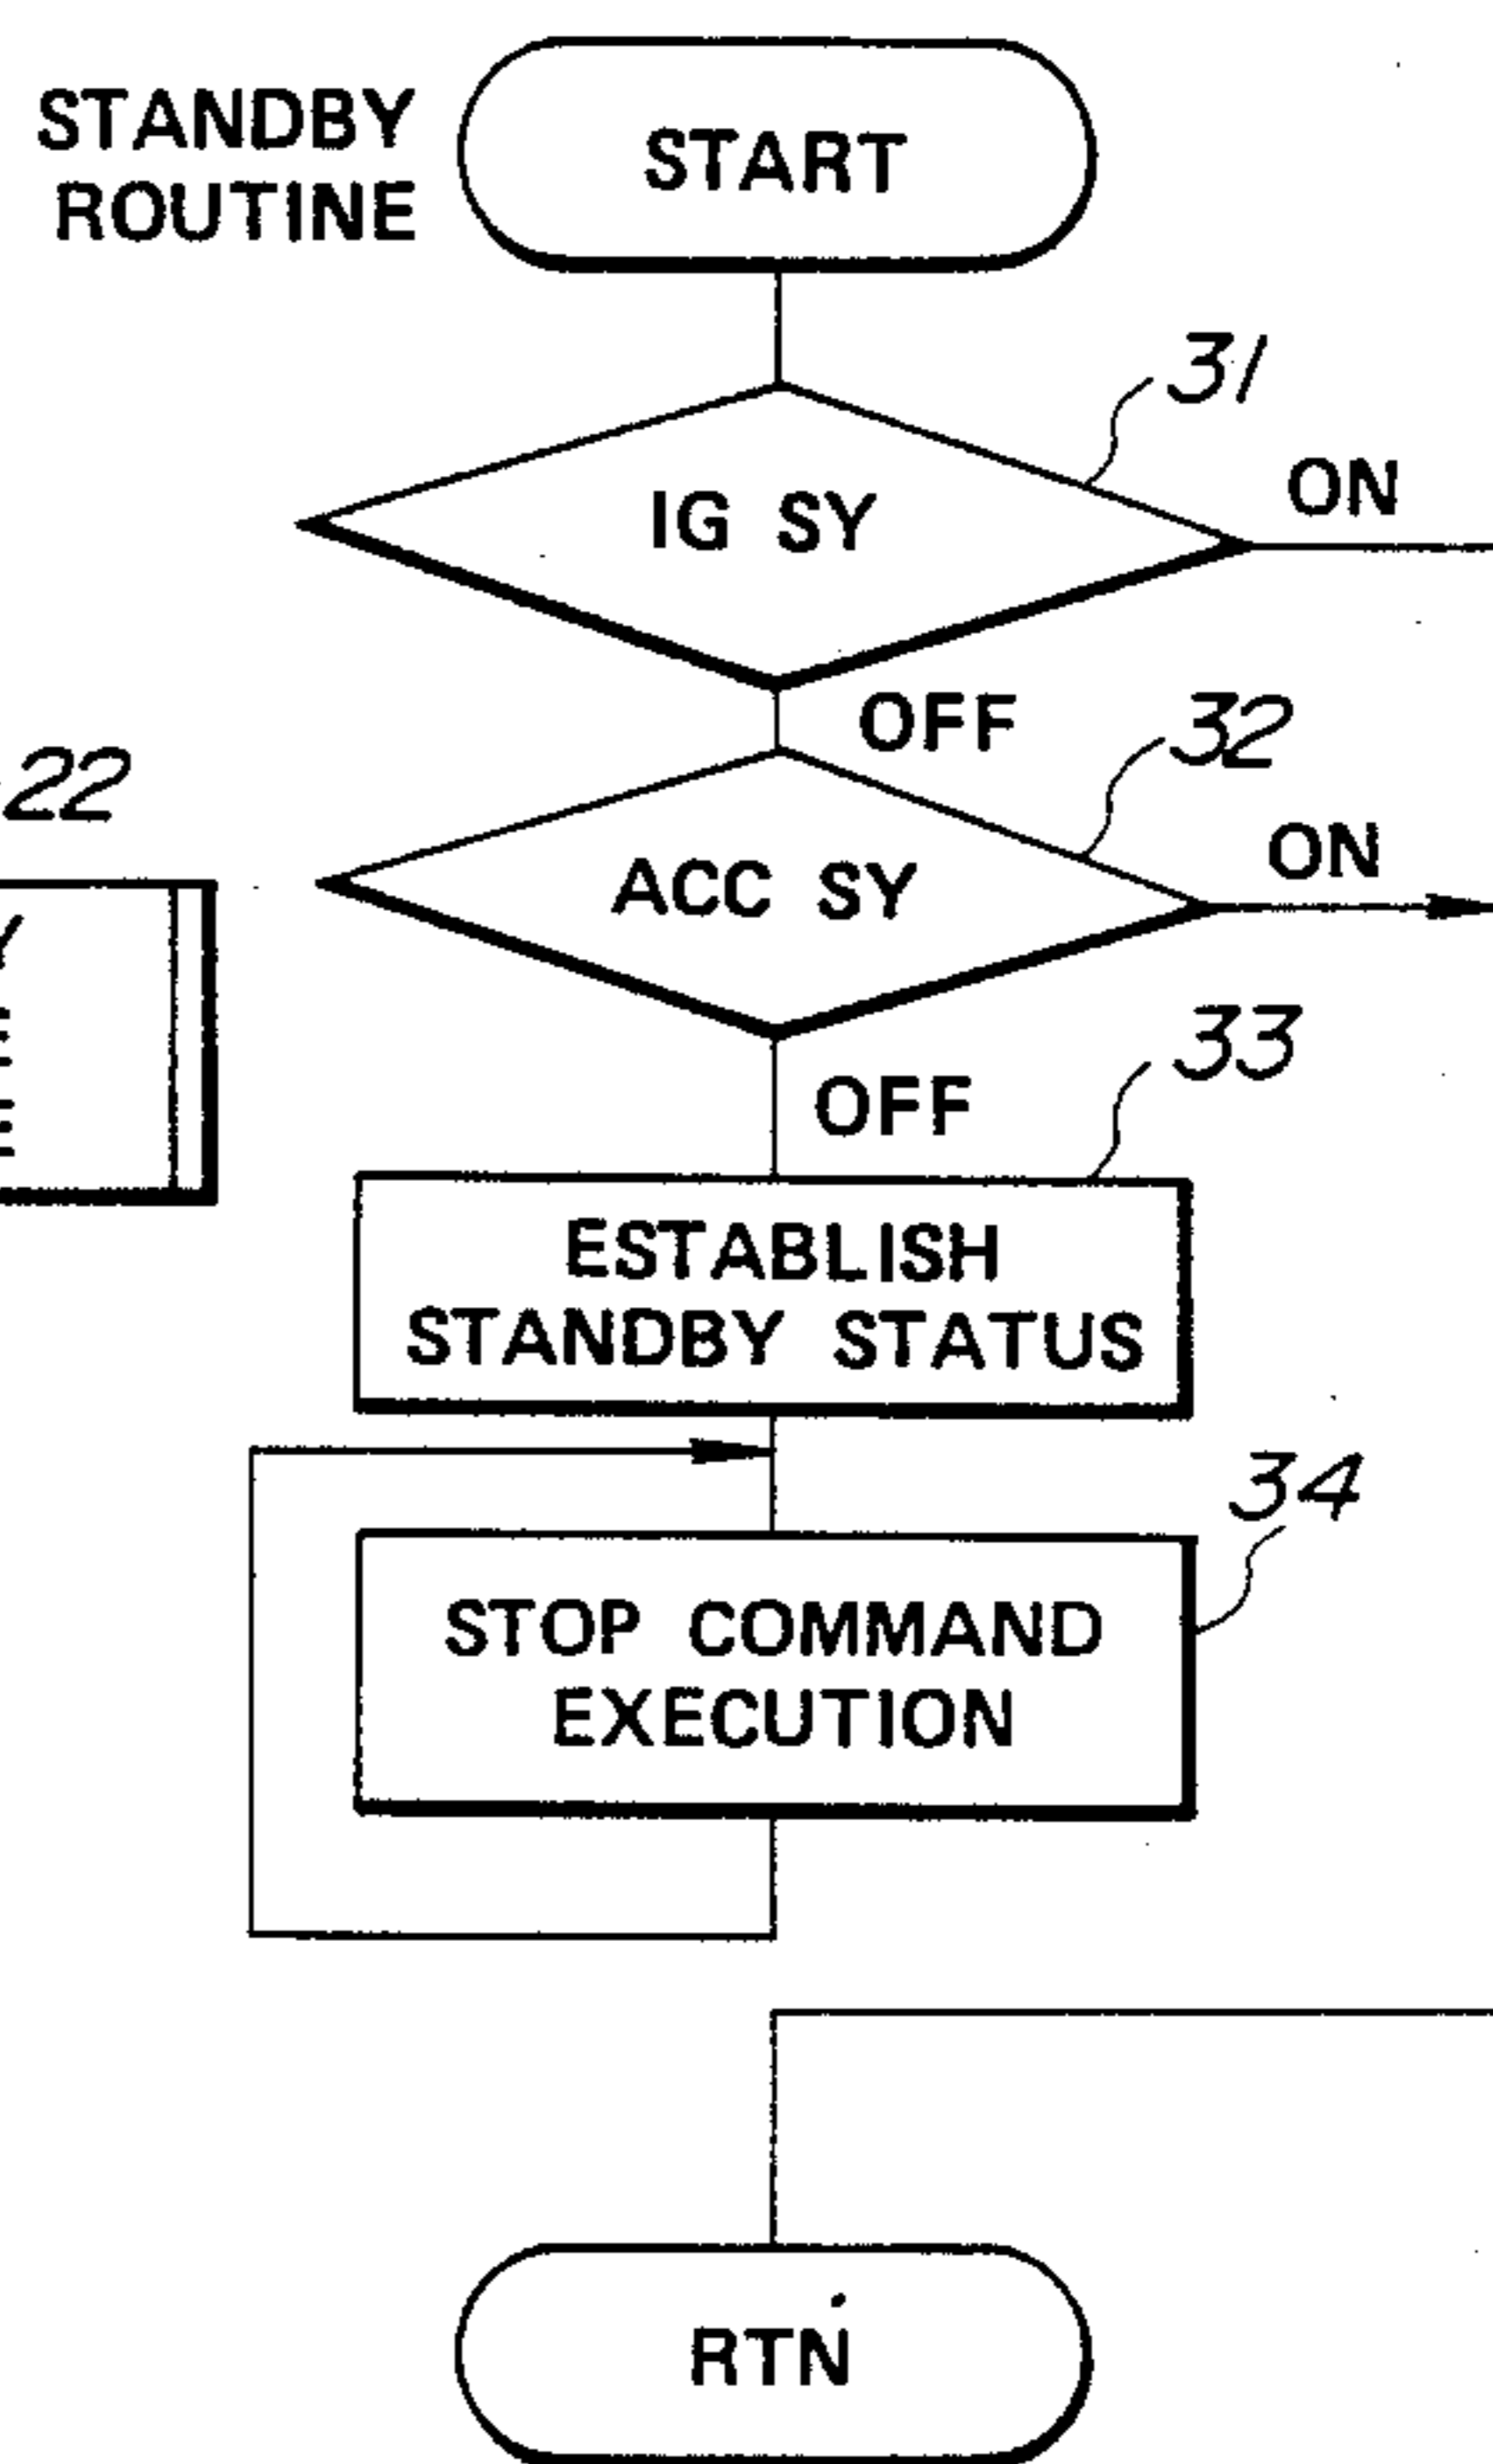 STANDBY
ROUTINE
START
31
IG SY
ON
OFF
32
22
ACC SY
ON
33
OFF
ESTABLISH
STANDBY STATUS
34
STOP COMMAND
EXECUTION
RTN